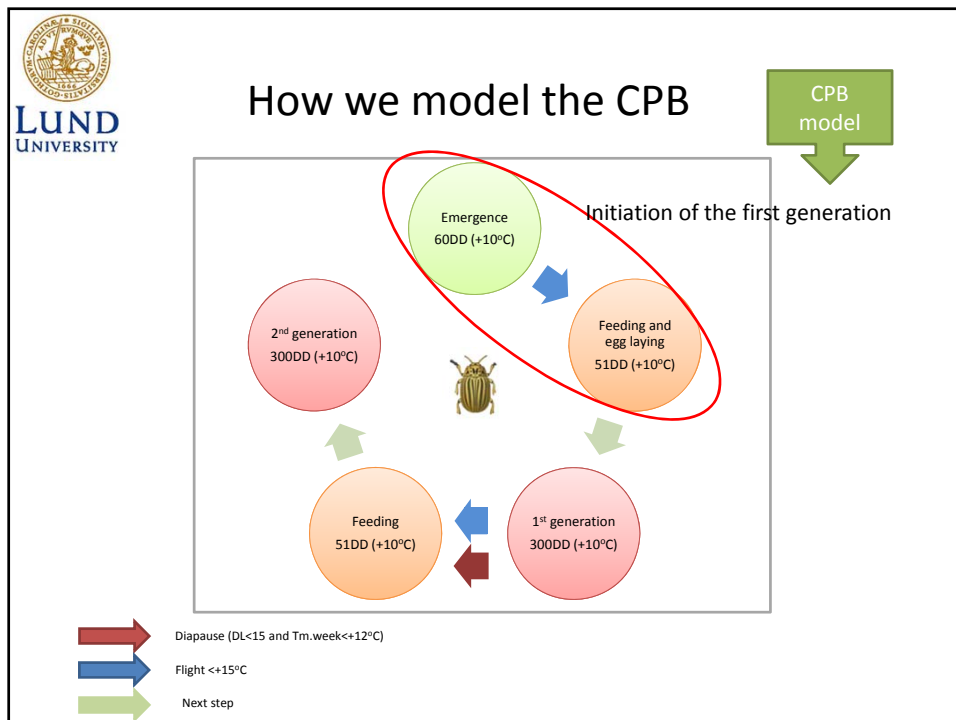 LUND
UNIVERSITY
How we model the CPB
CPB
model
Initiation of the first generation
Emergence
60DD (+10°C)
Feeding and
egg laying
51DD (+10°C)
2nd generation
300DD (+10°C)
Feeding
51DD (+10°C)
1st generation
300DD (+10°C)
Diapause (DL<15 and Tm.week<+12°C)
Flight <+15°C
Next step